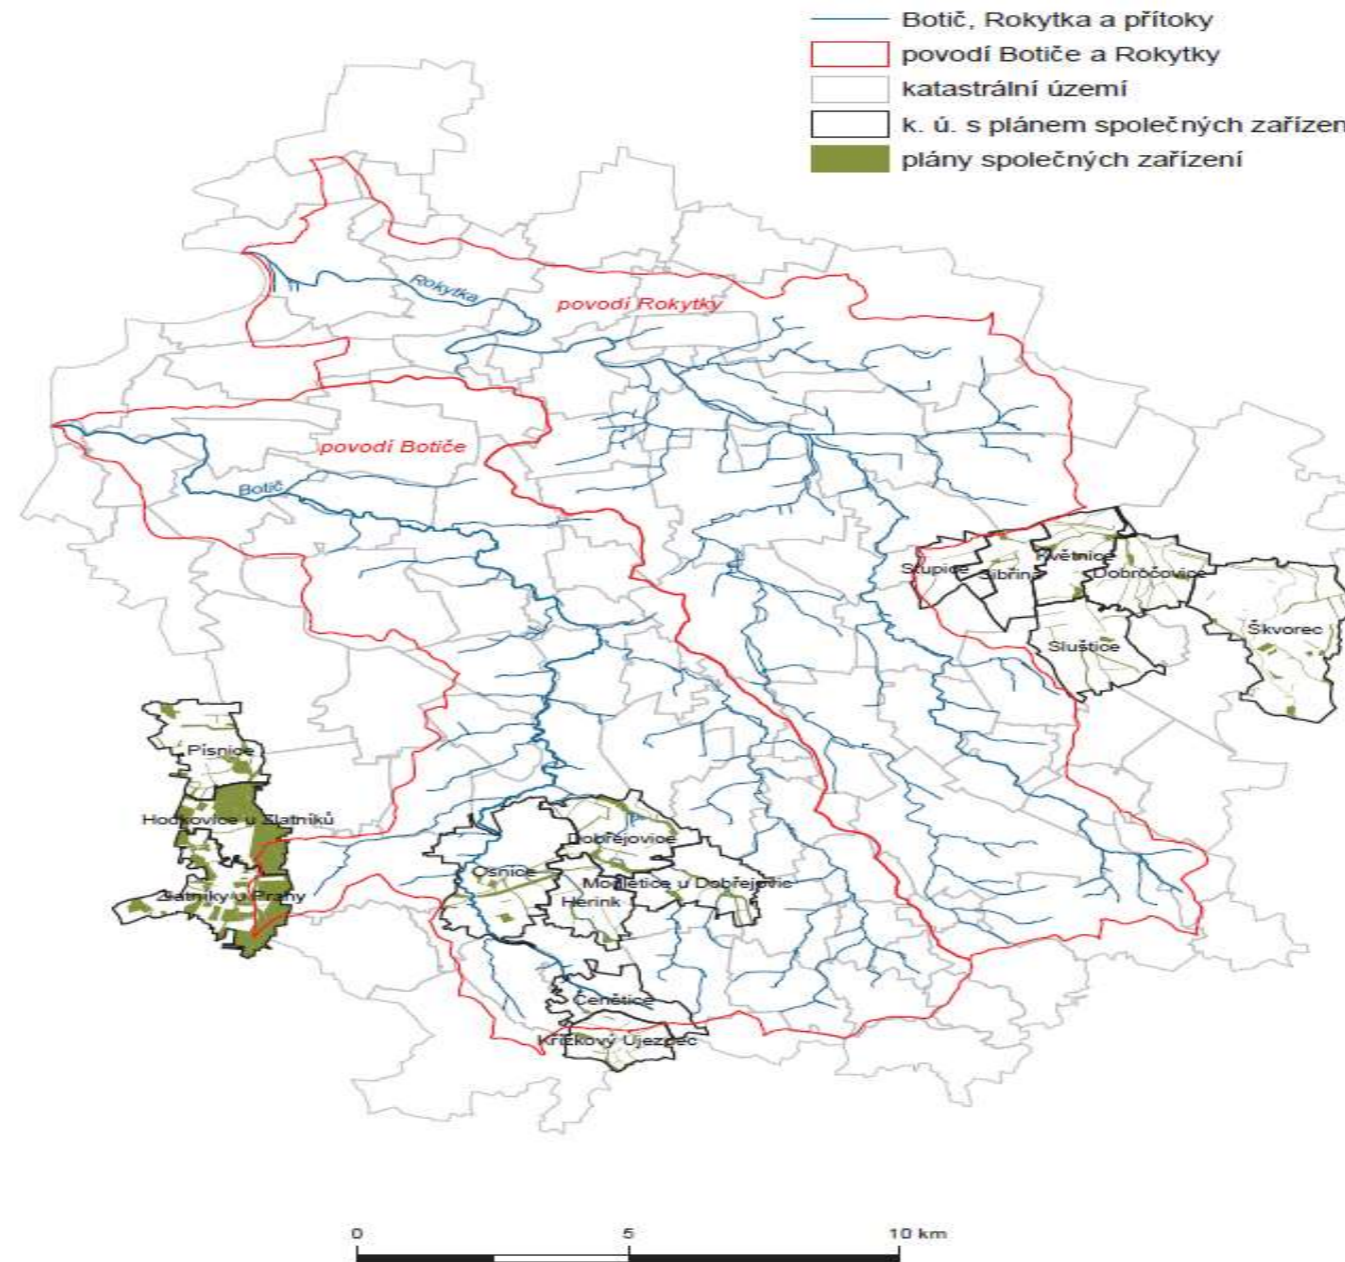 Botič, Rokytka a přítoky
povodí Botiče a Rokytky
katastrální území
k. ú. s plánem společných zařízen
plány společných zařízení
Rokytka
povodí Rokytky
povodí Botiče
Botič
Stupice
Sibřina
Květnice
Dobročovice
Škvorec
Sluštice
Písnice
Hodkovice u Zlatníků
Zlatníky u Prahy
Dobřejovice
Osnice
Modletice u Dobřejovic
Herink
Čenětice
Křížkový Újezdec
0 5 10 km